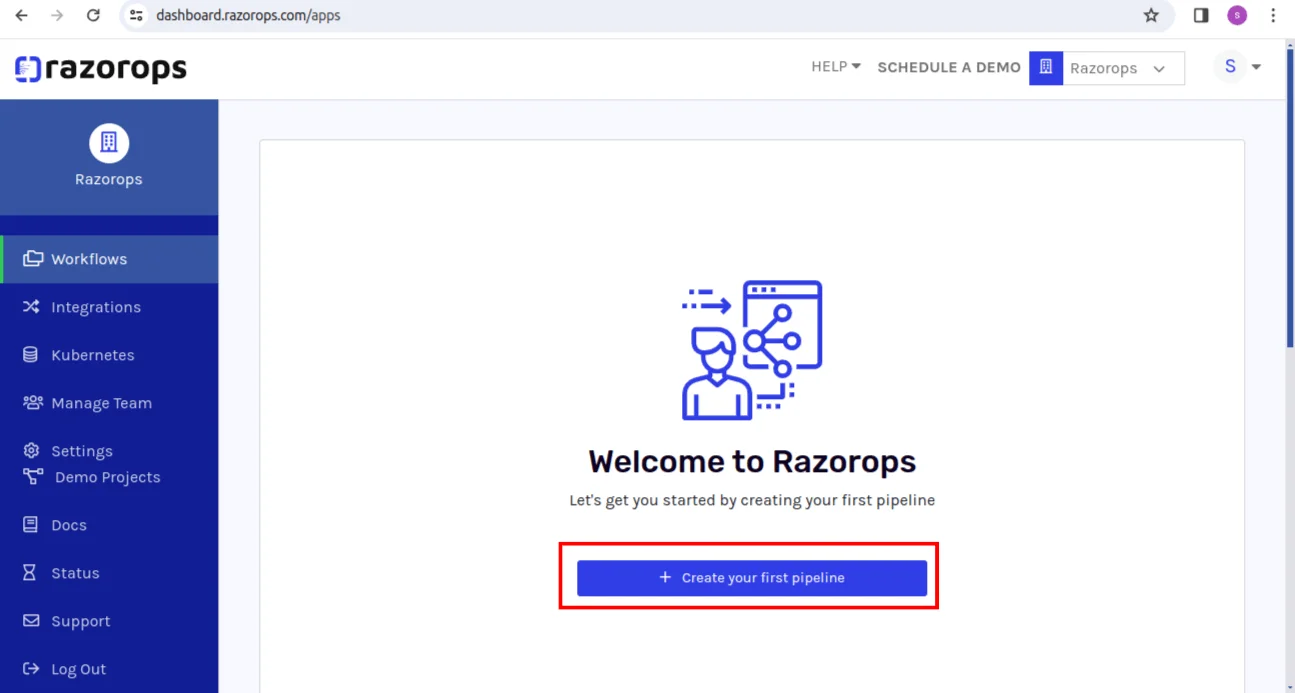 dashboard.razorops.com/apps
S
razorops
HELP
SCHEDULE A DEMO
Razorops
S
Razorops
Workflows
Integrations
Kubernetes
Manage Team
Settings
Demo Projects
Docs
Status
Support
Log Out
Welcome to Razorops
Let's get you started by creating your first pipeline
+ Create your first pipeline